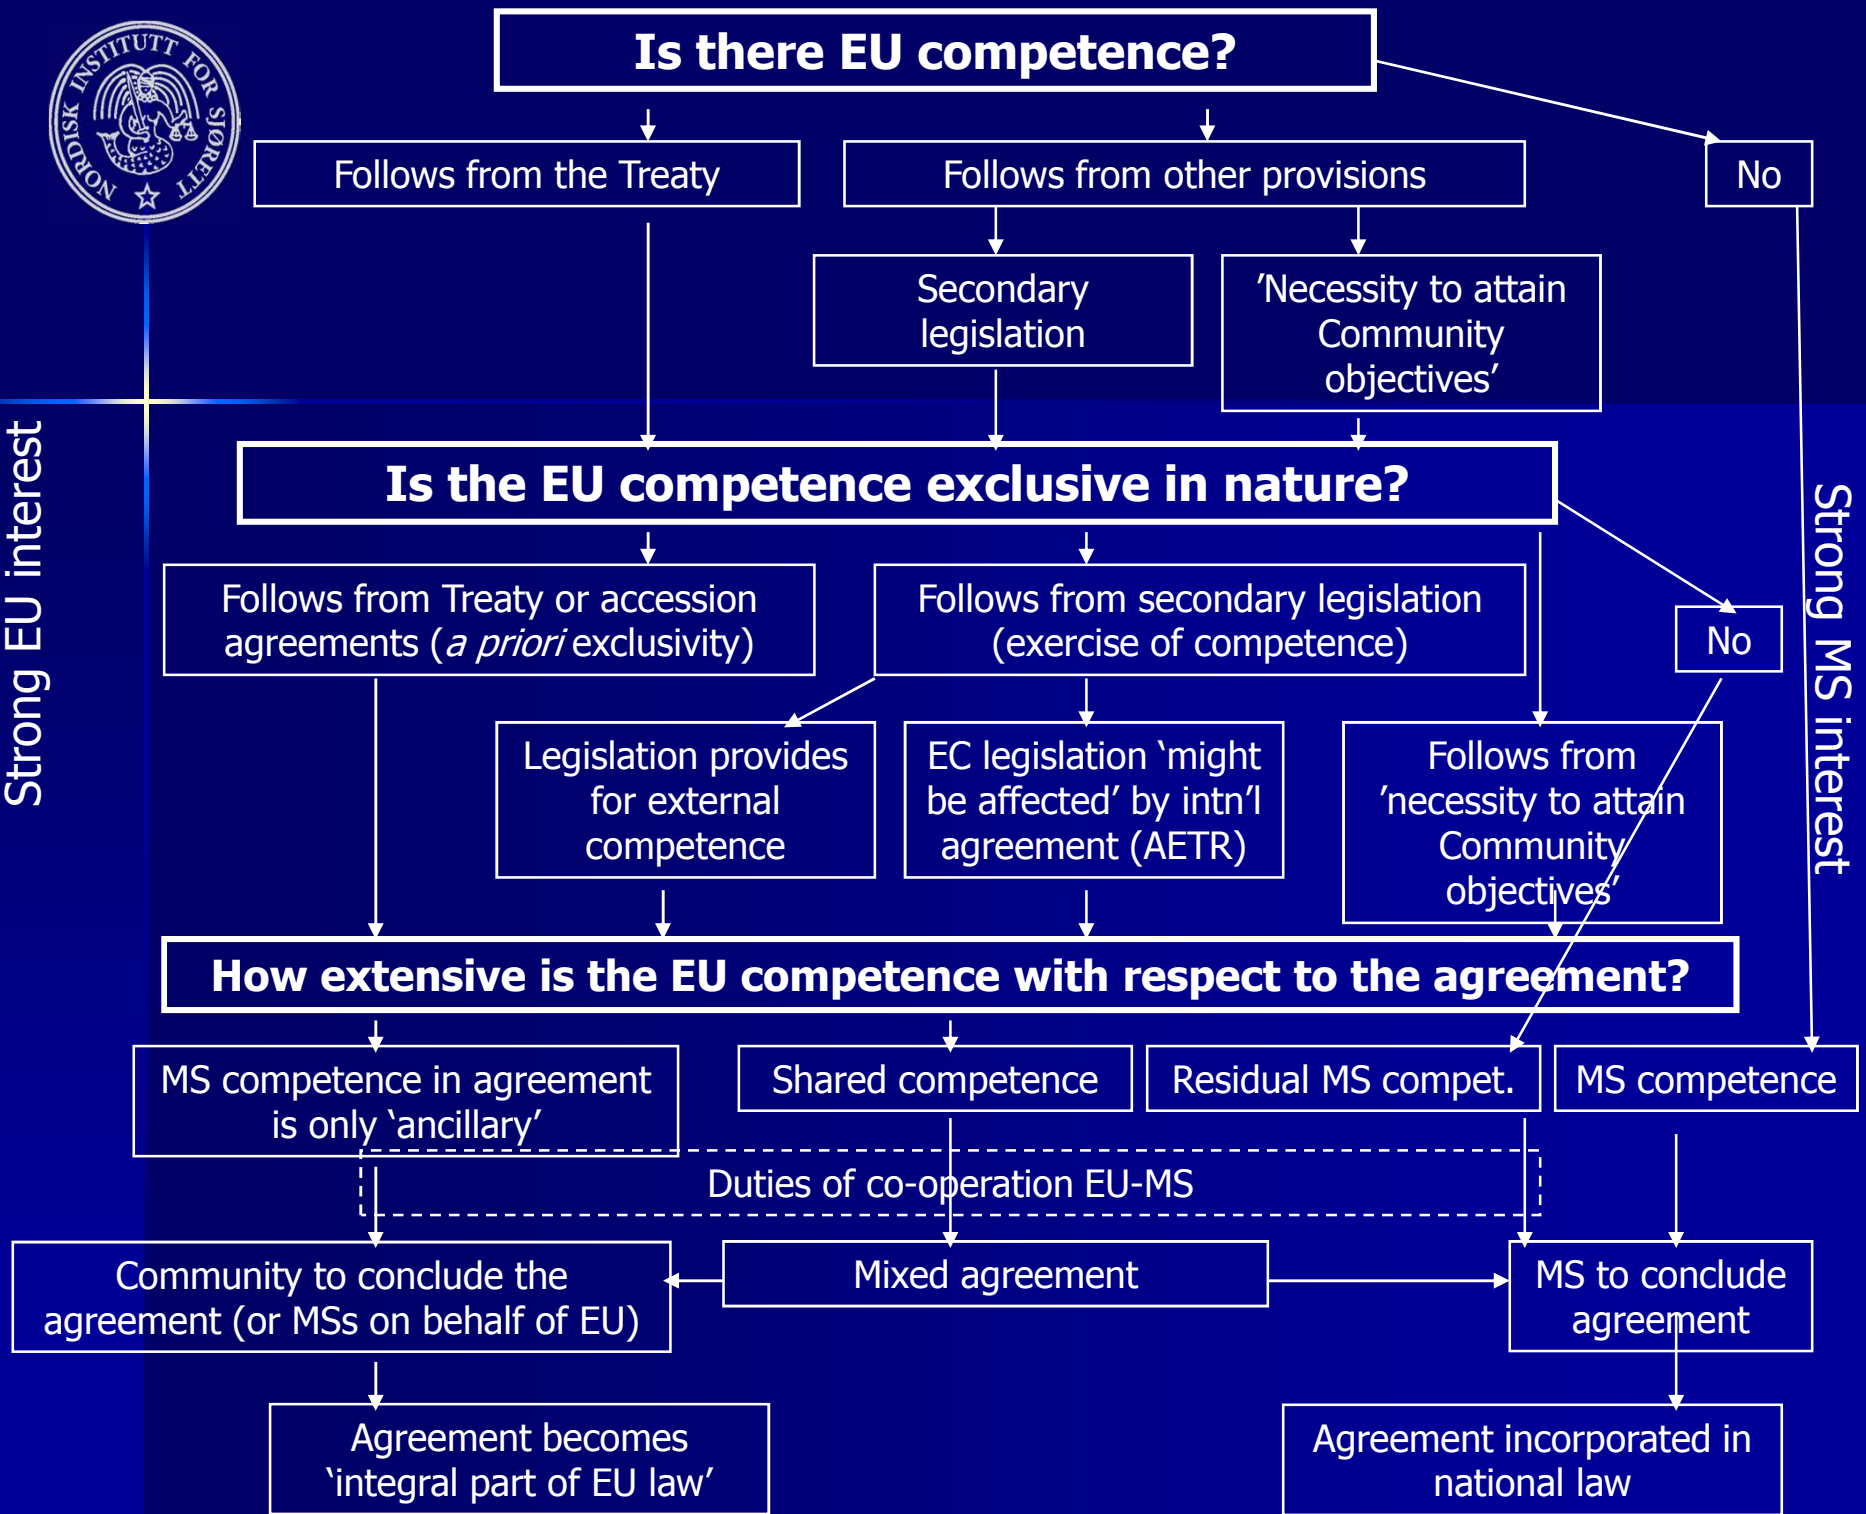 NORDISK INSTITUTT FOR SJØRETT
Is there EU competence?
Follows from the Treaty
Follows from other provisions
No
Secondary
legislation
’Necessity to attain
Community
objectives’
Strong EU interest
Is the EU competence exclusive in nature?
Strong MS interest
Follows from Treaty or accession
agreements (a priori exclusivity)
Follows from secondary legislation
(exercise of competence)
No
Legislation provides
for external
competence
EC legislation ‘might
be affected’ by intn’l
agreement (AETR)
Follows from
’necessity to attain
Community
objectives’
How extensive is the EU competence with respect to the agreement?
MS competence in agreement
is only ‘ancillary’
Shared competence
Residual MS compet.
MS competence
Duties of co-operation EU-MS
Community to conclude the
agreement (or MSs on behalf of EU)
Mixed agreement
MS to conclude
agreement
Agreement becomes
‘integral part of EU law’
Agreement incorporated in
national law